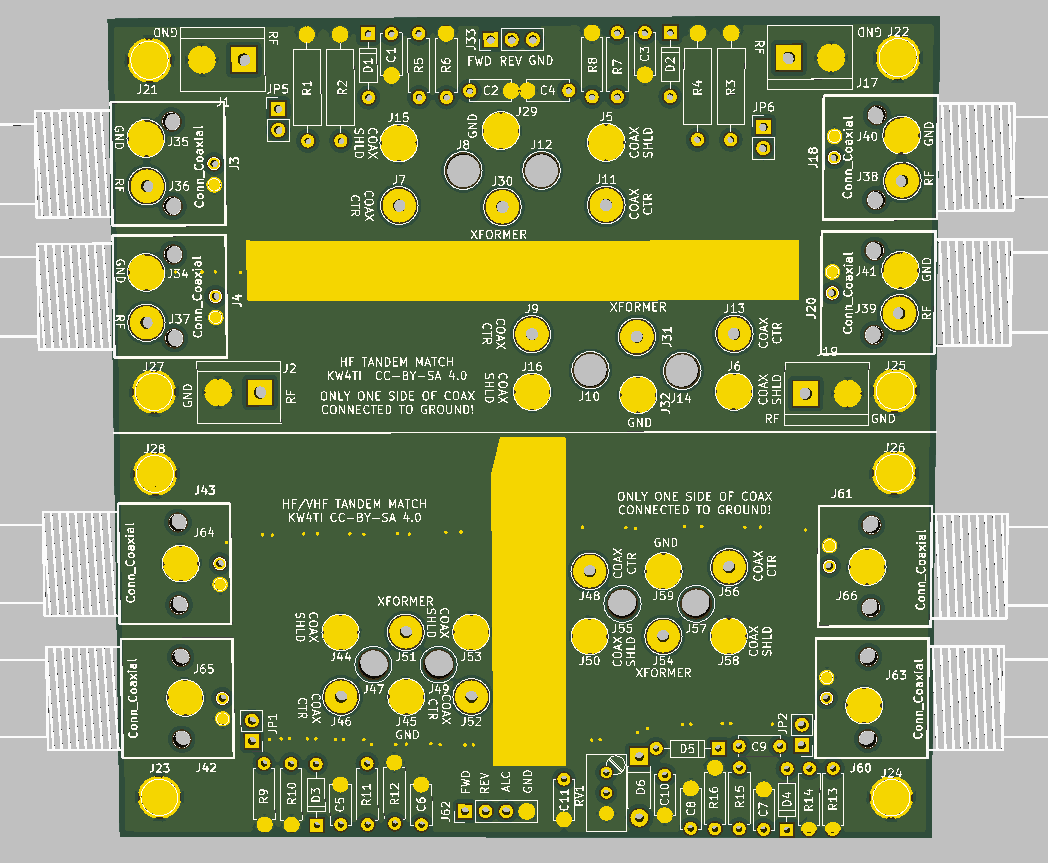 GND
RF
J21
J1
R1
R2
D1
C1
R5
R6
J33
FWD REV GND
R8
R7
C3
D2
R4
R3
RF
GND
J22
J17
JP5
C2
C4
J29
JP6
GND
J35
J36
RF
Conn_Coaxial
J3
J15
COAX
SHLD
GND
J8
J12
J5
COAX
SHLD
J18
Conn_Coaxial
J40
GND
J38
RF
J7
COAX
CTR
J30
XFORMER
J11
COAX
CTR
GND
J34
J37
RF
Conn_Coaxial
J4
J41
GND
J39
RF
Conn_Coaxial
J20
J9
COAX
CTR
XFORMER
J31
J13
COAX
CTR
HF TANDEM MATCH
KW4TI CC-BY-SA 4.0
ONLY ONE SIDE OF COAX
CONNECTED TO GROUND!
J27
GND
J2
RF
J16
COAX
SHLD
J10
J32
J14
GND
J6
COAX
SHLD
J19
RF
GND
J25
J28
J43
J26
J61
HF/VHF TANDEM MATCH
KW4TI CC-BY-SA 4.0
ONLY ONE SIDE OF COAX
CONNECTED TO GROUND!
Conn_Coaxial
J64
GND
COAX
CTR
J48
J59
J56
COAX
CTR
J66
Conn_Coaxial
XFORMER
COAX
SHLD
J44
J51
COAX
SHLD
J53
J55
J57
J50
COAX
SHLD
J54
J58
COAX
SHLD
XFORMER
Conn_Coaxial
J65
J47
J49
J46
COAX
CTR
J45
GND
COAX
CTR
J52
J63
Conn_Coaxial
JP1
JP2
J23
J42
R9
R10
D3
C5
R11
R12
C6
J62
FWD
REV
ALC
GND
C11
RV1
D6
D5
C9
C10
C8
R16
R15
C7
D4
R14
R13
J60
J24